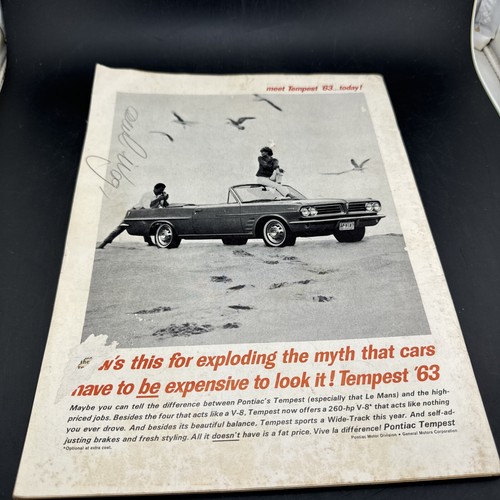 meet Tempest '63...today!
w's this for exploding the myth that cars
have to be expensive to look it! Tempest '63
Maybe you can tell the difference between Pontiac's Tempest (especially that Le Mans) and the high-
priced jobs. Besides the four that acts like a V-8, Tempest now offers a 260-hp V-8* that acts like nothing
you ever drove. And besides its beautiful balance, Tempest sports a Wide-Track this year. And self-ad-
justing brakes and fresh styling. All it doesn't have is a fat price. Vive la différence! Pontiac Tempest
*Optional at extra cost.
Pontiac Motor Division • General Motors Corporation